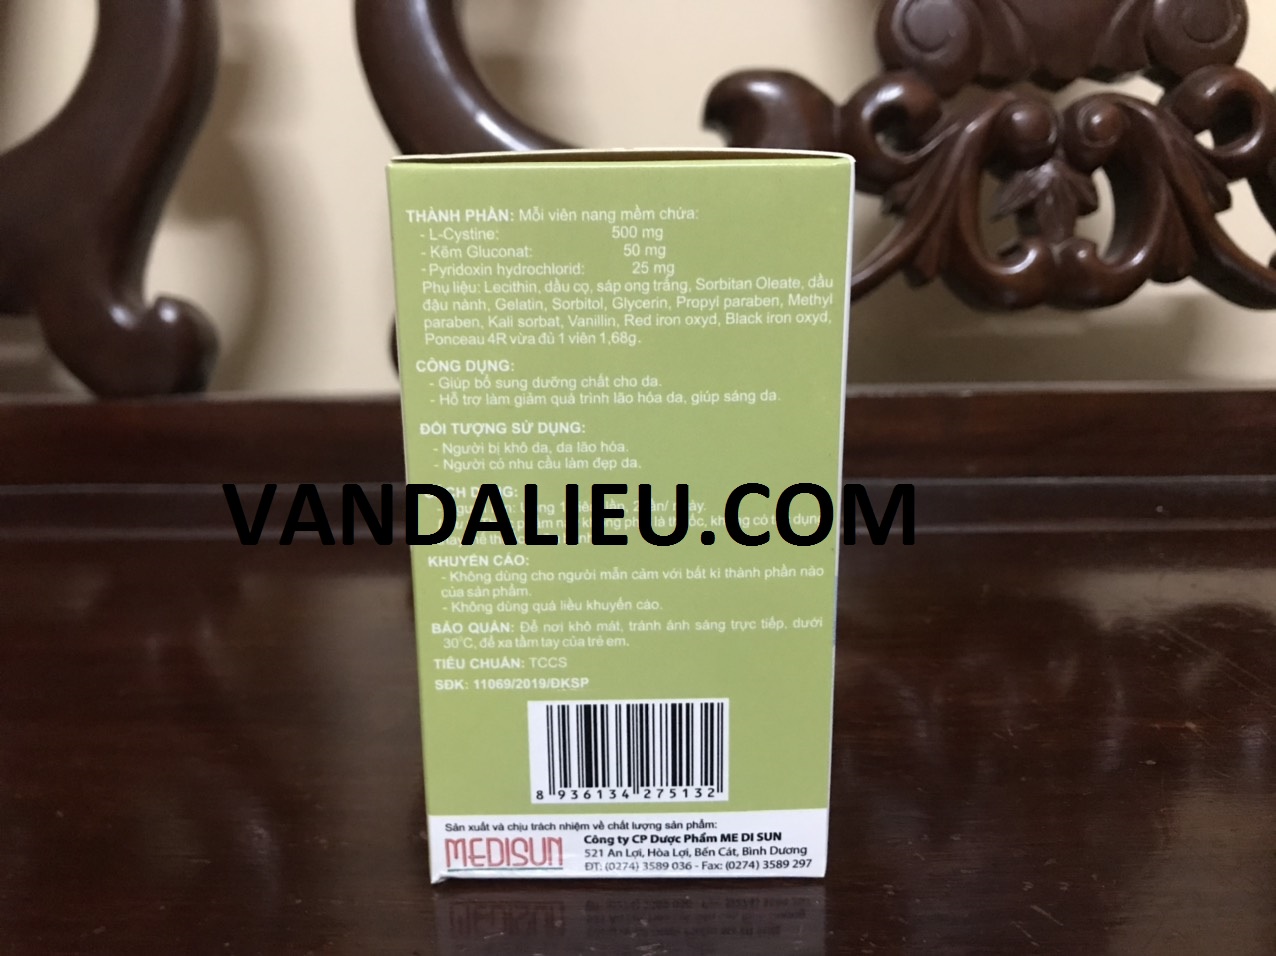 THÀNH PHẦN: Mỗi viên nang mềm chứa:
- L-Cystine: 500 mg
- Kẽm Gluconat: 50 mg
- Pyridoxin hydrochlorid: 25 mg
Phụ liệu: Lecithin, dầu cọ, sáp ong trắng, Sorbitan Oleate, dầu
đậu nành, Gelatin, Sorbitol, Glycerin, Propyl paraben, Methyl
paraben, Kali sorbat, Vanillin, Red iron oxyd, Black iron oxyd,
Ponceau 4R vừa đủ 1 viên 1,68g.
CÔNG DỤNG:
- Giúp bổ sung dưỡng chất cho da.
- Hỗ trợ làm giảm quá trình lão hóa da, giúp sáng da.
ĐỐI TƯỢNG SỬ DỤNG:
- Người bị khô da, da lão hóa.
- Người có nhu cầu làm đẹp da.
VANDALIEU.COM
KHUYẾN CÁO:
- Không dùng cho người mẫn cảm với bất kì thành phần nào
của sản phẩm.
- Không dùng quá liều khuyến cáo.
BẢO QUẢN: Để nơi khô mát, tránh ánh sáng trực tiếp, dưới
30°C, để xa tầm tay của trẻ em.
TIÊU CHUẨN: TCCS
SĐK: 11069/2019/ĐKSP
8 936134 275132
Sản xuất và chịu trách nhiệm về chất lượng sản phẩm:
MEDISUN
Công ty CP Dược Phẩm ME DI SUN
521 An Lợi, Hòa Lợi, Bến Cát, Bình Dương
ĐT: (0274) 3589 036 - Fax: (0274) 3589 297